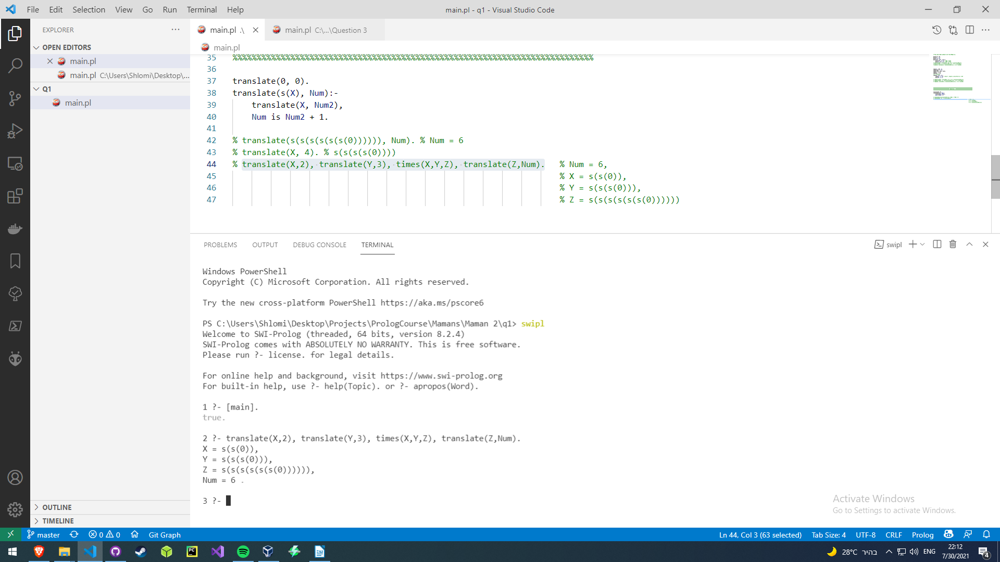 File Edit Selection View Go Run Terminal Help
main.pl - q1 - Visual Studio Code
EXPLORER
OPEN EDITORS
main.pl
main.pl C:\Users\Shlomi\Desktop\...
Q1
main.pl
OUTLINE
TIMELINE
main.pl .\
main.pl C:\...\Question 3
main.pl
35
36
37 translate(0, 0).
38 translate(s(X), Num):-
39 translate(X, Num2),
40 Num is Num2 + 1.
41
42 % translate(s(s(s(s(s(s(0)))))), Num). % Num = 6
43 % translate(X, 4). % s(s(s(s(0))))
44 % translate(X,2), translate(Y,3), times(X,Y,Z), translate(Z,Num). % Num = 6,
45 % X = s(s(0)),
46 % Y = s(s(s(0))),
47 % Z = s(s(s(s(s(s(0))))))
PROBLEMS OUTPUT DEBUG CONSOLE TERMINAL
swipl
Windows PowerShell
Copyright (C) Microsoft Corporation. All rights reserved.
Try the new cross-platform PowerShell https://aka.ms/pscore6
PS C:\Users\Shlomi\Desktop\Projects\PrologCourse\Mamans\Maman 2\q1> swipl
Welcome to SWI-Prolog (threaded, 64 bits, version 8.2.4)
SWI-Prolog comes with ABSOLUTELY NO WARRANTY. This is free software.
Please run ?- license. for legal details.
For online help and background, visit https://www.swi-prolog.org
For built-in help, use ?- help(Topic). or ?- apropos(Word).
1 ?- [main].
true.
2 ?- translate(X,2), translate(Y,3), times(X,Y,Z), translate(Z,Num).
X = s(s(0)),
Y = s(s(s(0))),
Z = s(s(s(s(s(s(0)))))),
Num = 6 .
3 ?-
Activate Windows
Go to Settings to activate Windows.
master 0 0 Git Graph
Ln 44, Col 3 (63 selected) Tab Size: 4 UTF-8 CRLF Prolog
28°C בהיר ENG
22:12
7/30/2021
4